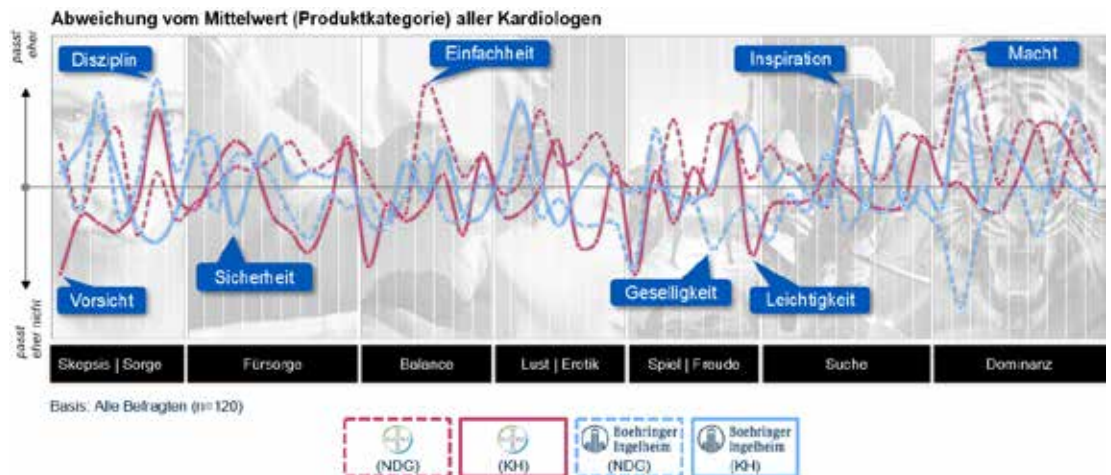 Abweichung vom Mittelwert (Produktkategorie) aller Kardiologen
passt
eher
Disziplin
Einfachheit
Inspiration
Macht
Vorsicht
Sicherheit
Geselligkeit
Leichtigkeit
passt
eher nicht
Skepsis | Sorge
Fürsorge
Balance
Lust | Erotik
Spiel | Freude
Suche
Dominanz
Basis: Alle Befragten (n=120)
(NDG)
(KH)
Boehringer
Ingelheim
(NDG)
Boehringer
Ingelheim
(KH)